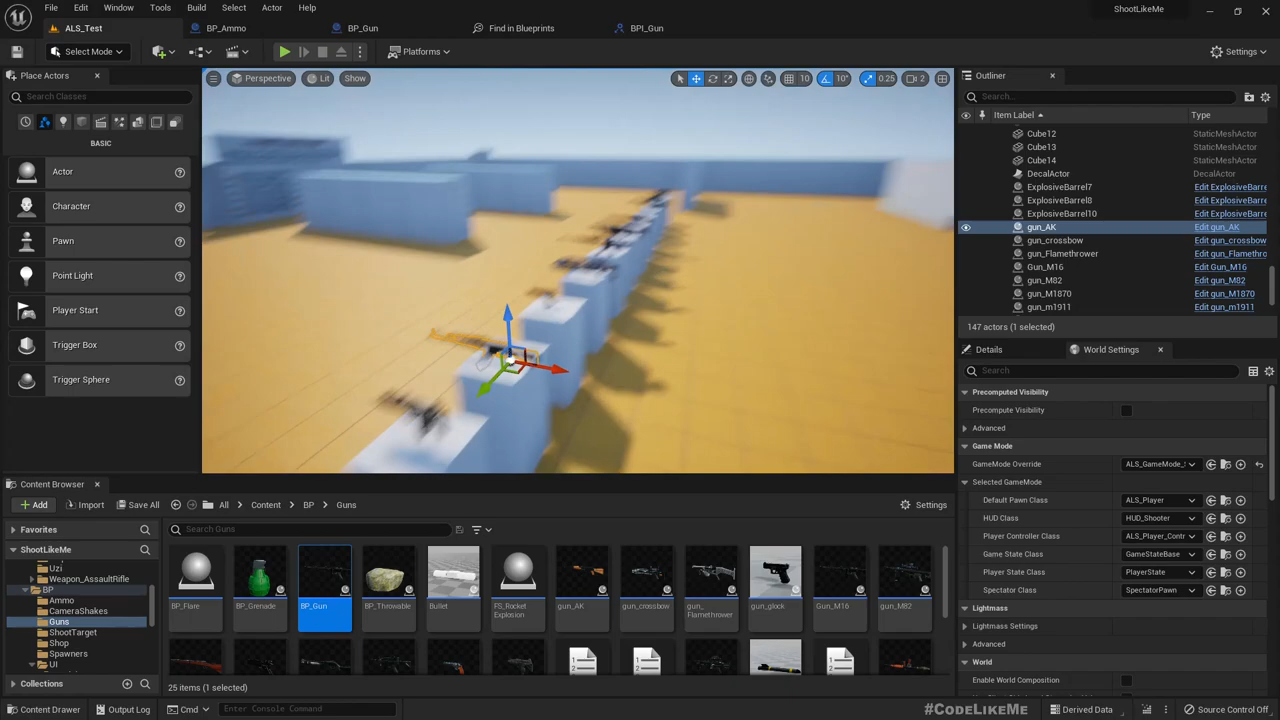 File Edit Window Tools Build Select Actor Help
ShootLikeMe
ALS_Test BP_Ammo BP_Gun Find in Blueprints BPI_Gun
Select Mode Platforms Settings
Place Actors
Search Classes
BASIC
Actor
Character
Pawn
Point Light
Player Start
Trigger Box
Trigger Sphere
Perspective Lit Show 10 10° 0.25 2
Outliner
Search...
Item Label Type
Cube12 StaticMeshActor
Cube13 StaticMeshActor
Cube14 StaticMeshActor
DecalActor DecalActor
ExplosiveBarrel7 Edit ExplosiveBarre
ExplosiveBarrel8 Edit ExplosiveBarre
ExplosiveBarrel10 Edit ExplosiveBarre
gun_AK Edit gun_AK
gun_crossbow Edit gun_crossbow
gun_Flamethrower Edit gun_Flamethro
Gun_M16 Edit Gun_M16
gun_M82 Edit gun_M82
gun_M1870 Edit gun_M1870
gun_m1911 Edit gun_m1911
147 actors (1 selected)
Details World Settings
Search
Precomputed Visibility
Precompute Visibility
Advanced
Game Mode
GameMode Override ALS_GameMode_S
Selected GameMode
Default Pawn Class ALS_Player
HUD Class HUD_Shooter
Player Controller Class ALS_Player_Contr
Game State Class GameStateBase
Player State Class PlayerState
Spectator Class SpectatorPawn
Lightmass
Lightmass Settings
Advanced
World
Enable World Composition
Content Browser
Add Import Save All All Content BP Guns Settings
Favorites
ShootLikeMe
Uzi
Weapon_AssaultRifle
BP
Ammo
CameraShakes
Guns
ShootTarget
Shop
Spawners
UI
Collections
Search Guns
BP_Flare BP_Grenade BP_Gun BP_Throwable Bullet FS_Rocket Explosion gun_AK gun_crossbow gun_ Flamethrower gun_glock Gun_M16 gun_M82
25 items (1 selected)
Content Drawer Output Log Cmd Enter Console Command
#CodeLikeMe
Derived Data Source Control Off